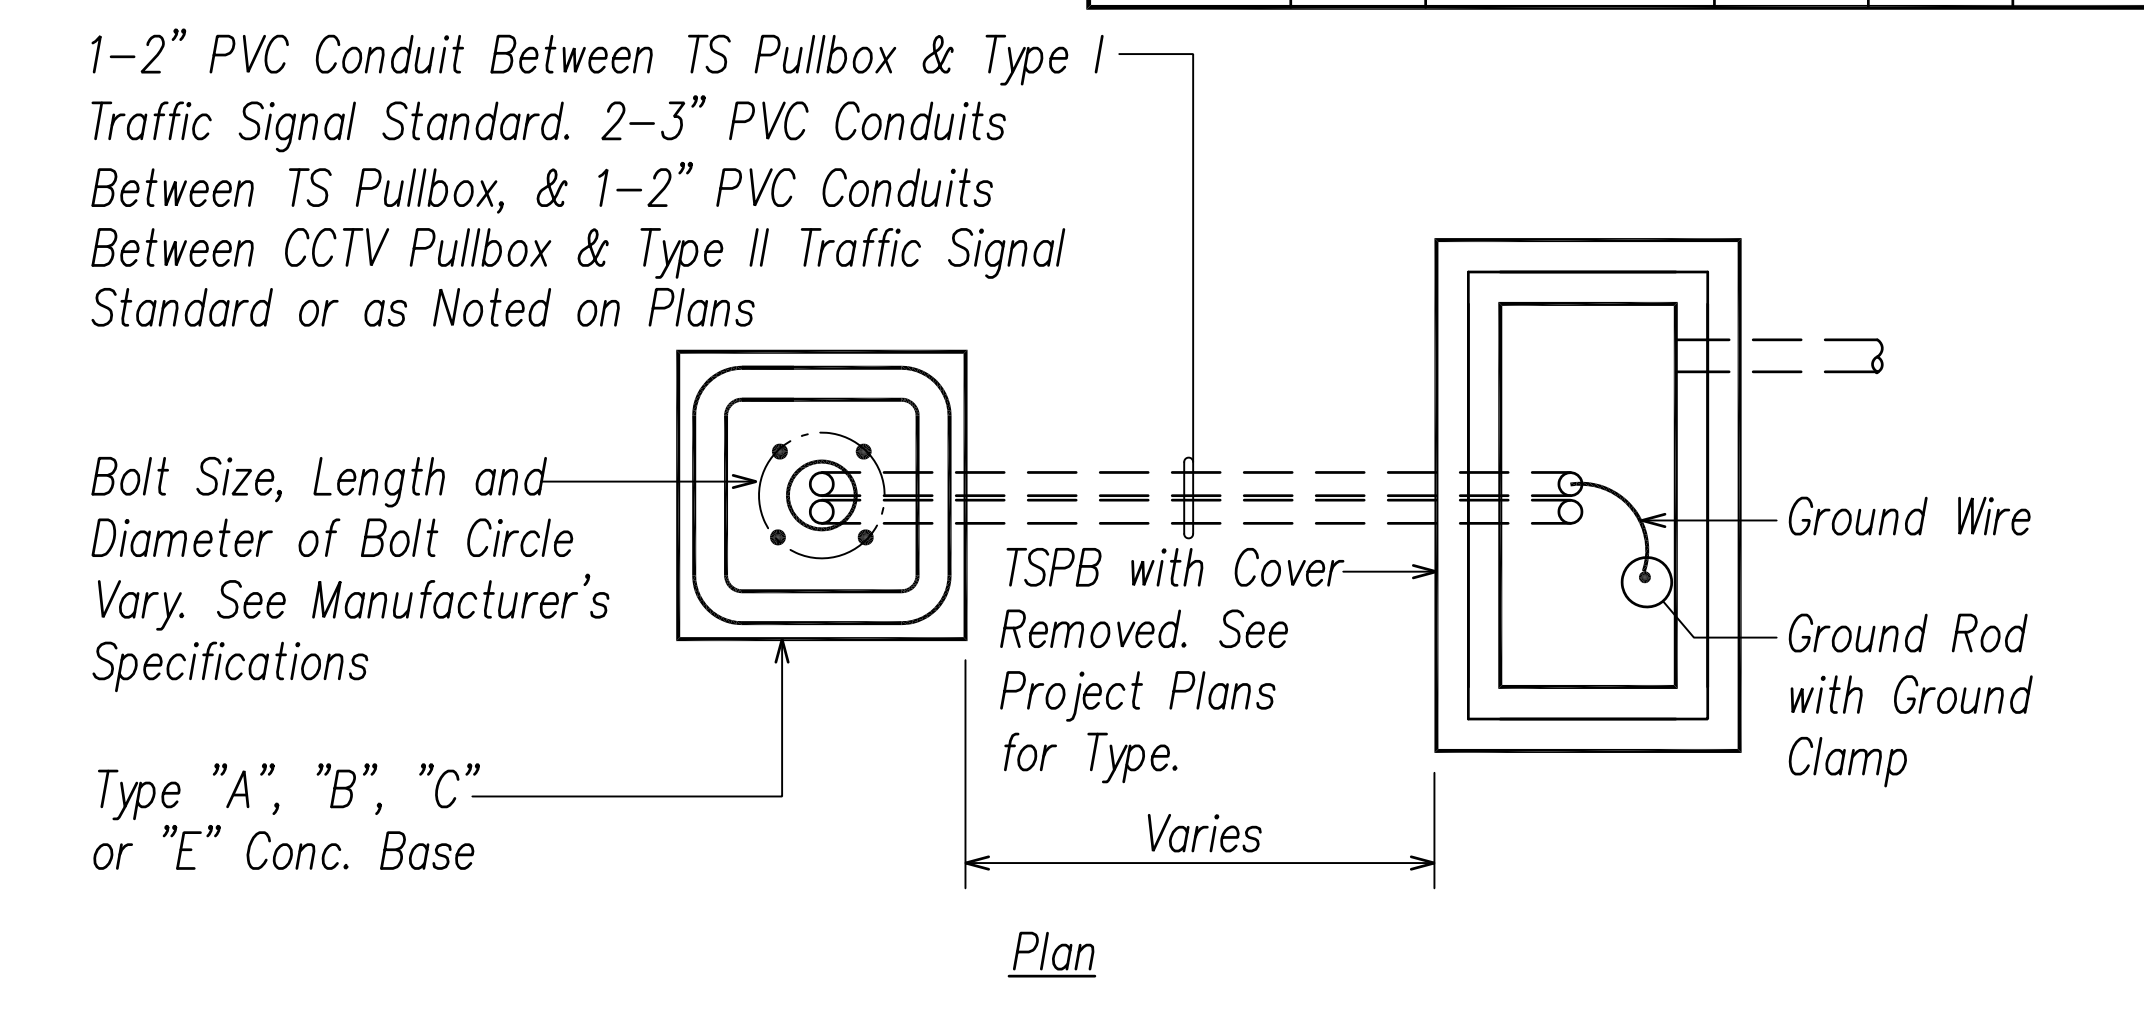 1-2" PVC Conduit Between TS Pullbox & Type I
Traffic Signal Standard. 2-3" PVC Conduits
Between TS Pullbox, & 1-2" PVC Conduits
Between CCTV Pullbox & Type II Traffic Signal
Standard or as Noted on Plans
Bolt Size, Length and
Diameter of Bolt Circle
Vary. See Manufacturer's
Specifications
Type "A", "B", "C"
or "E" Conc. Base
TSPB with Cover
Removed. See
Project Plans
for Type.
Varies
Ground Wire
Ground Rod
with Ground
Clamp
Plan